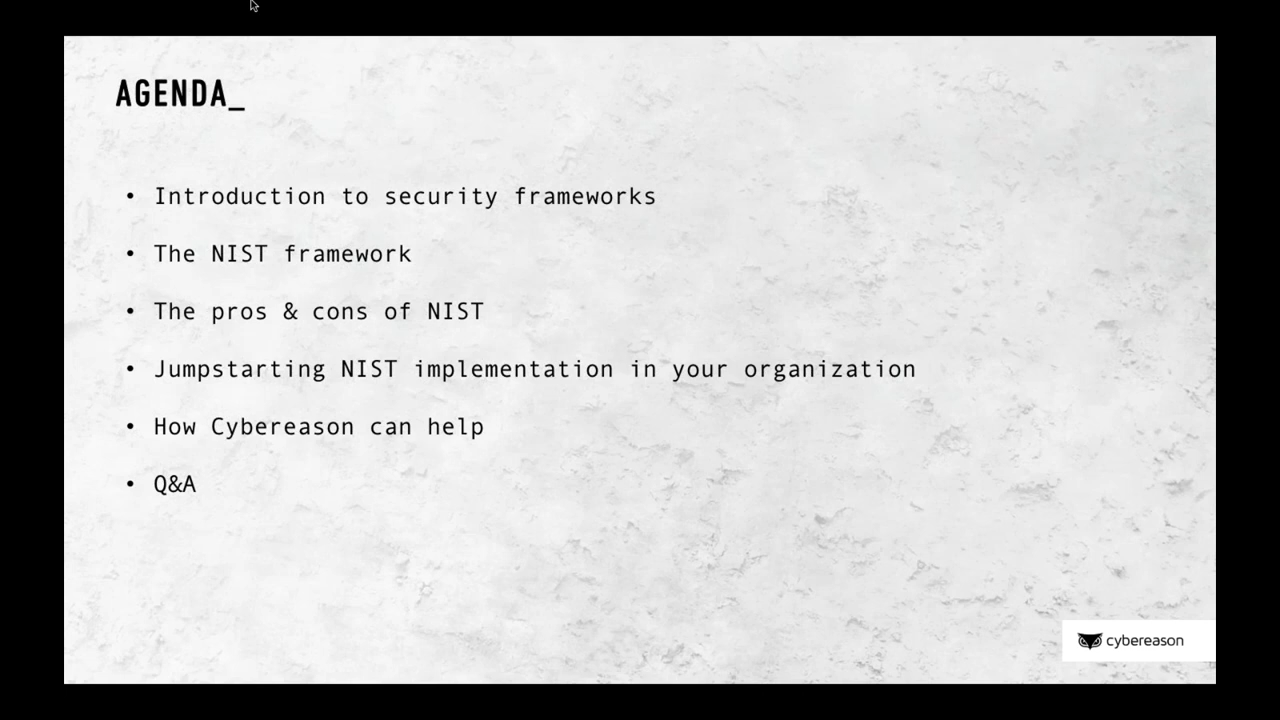 AGENDA_
• Introduction to security frameworks
• The NIST framework
• The pros & cons of NIST
• Jumpstarting NIST implementation in your organization
• How Cybereason can help
• Q&A
cybereason